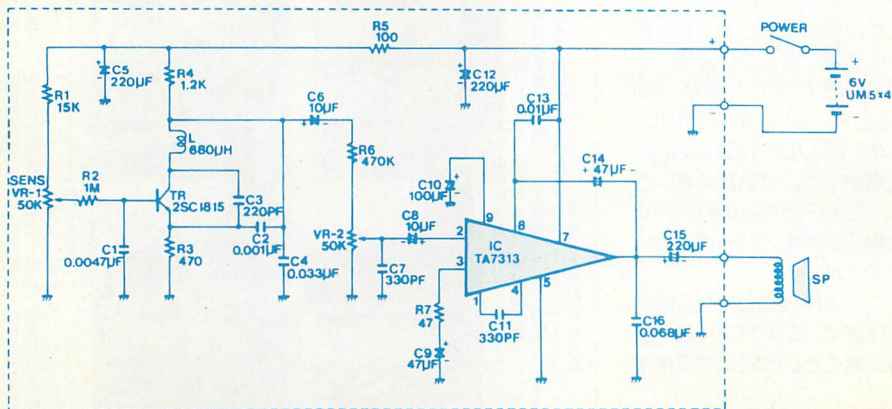 R5
100
POWER
+
+
C5
220µF
R4
1.2K
C12
220µF
6V
UM5×4
R1
15K
C6
10µF
C13
0.01µF
L
680µH
R6
470K
C14
+ 47µF -
SENS
VR-1
50K
R2
1M
TR
2SC1815
C3
220PF
C10
100µF
9
8
7
C2
0.001µF
C8
10µF
VR-2
50K
2
IC
TA7313
C15
220µF
C1
0.0047µF
R3
470
C4
0.033µF
C7
330PF
3
1
4
5
SP
R7
47
C11
330PF
C16
0.068µF
C9
47µF